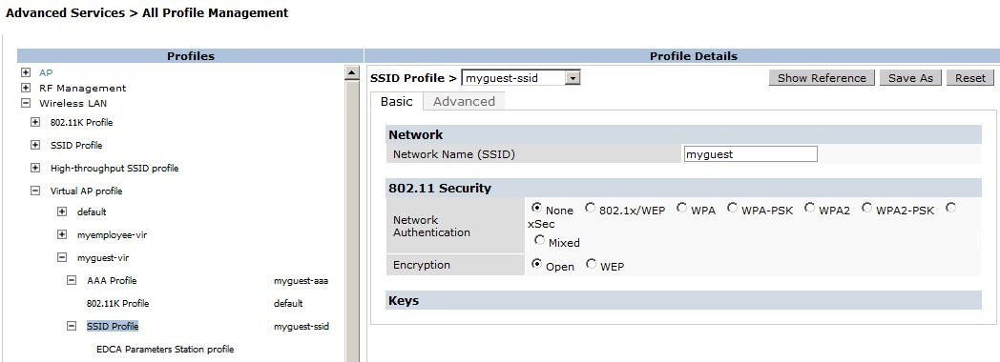 Advanced Services > All Profile Management
Profiles
AP
RF Management
Wireless LAN
802.11K Profile
SSID Profile
High-throughput SSID profile
Virtual AP profile
default
myemployee-vir
myguest-vir
AAA Profile myguest-aaa
802.11K Profile default
SSID Profile myguest-ssid
EDCA Parameters Station profile
Profile Details
SSID Profile > myguest-ssid Show Reference Save As Reset
Basic Advanced
Network
Network Name (SSID) myguest
802.11 Security
Network Authentication
None 802.1x/WEP WPA WPA-PSK WPA2 WPA2-PSK
xSec
Mixed
Encryption Open WEP
Keys